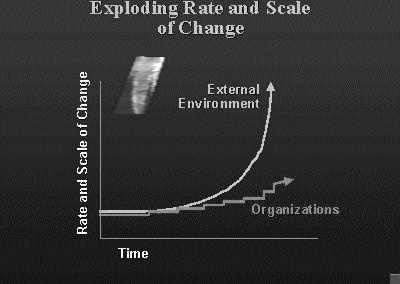 Exploding Rate and Scale
of Change
External
Environment
Rate and Scale of Change
Organizations
Time